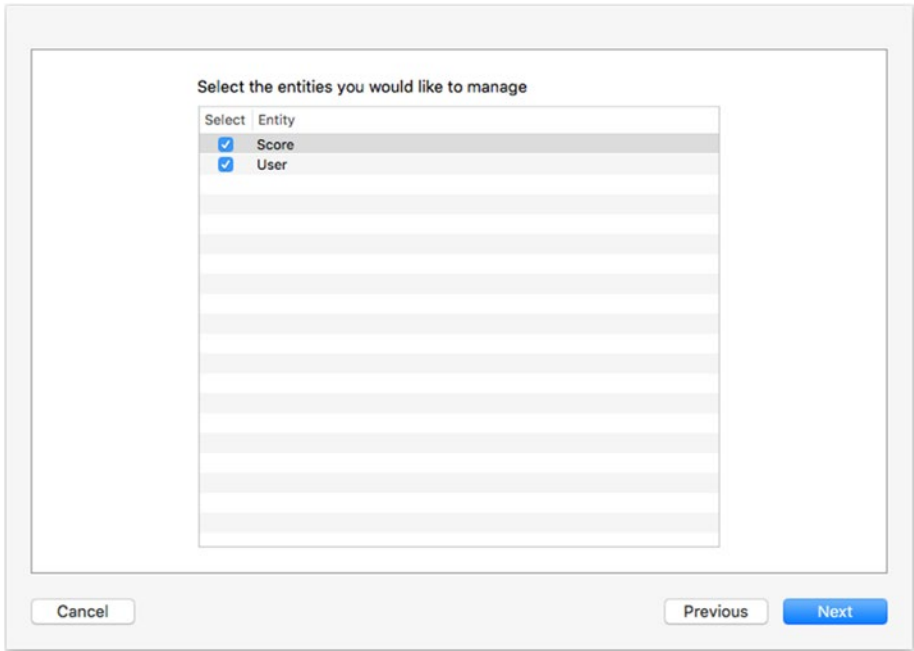 Select the entities you would like to manage
Select Entity
Score
User
Cancel Previous Next